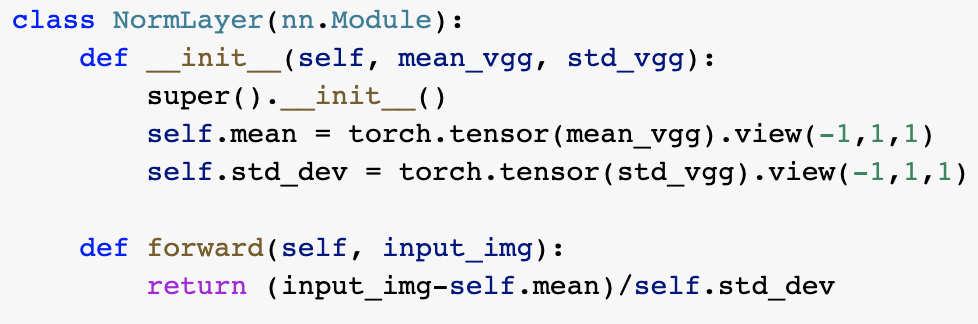 class NormLayer(nn.Module):
    def __init__(self, mean_vgg, std_vgg):
        super().__init__()
        self.mean = torch.tensor(mean_vgg).view(-1,1,1)
        self.std_dev = torch.tensor(std_vgg).view(-1,1,1)

    def forward(self, input_img):
        return (input_img-self.mean)/self.std_dev